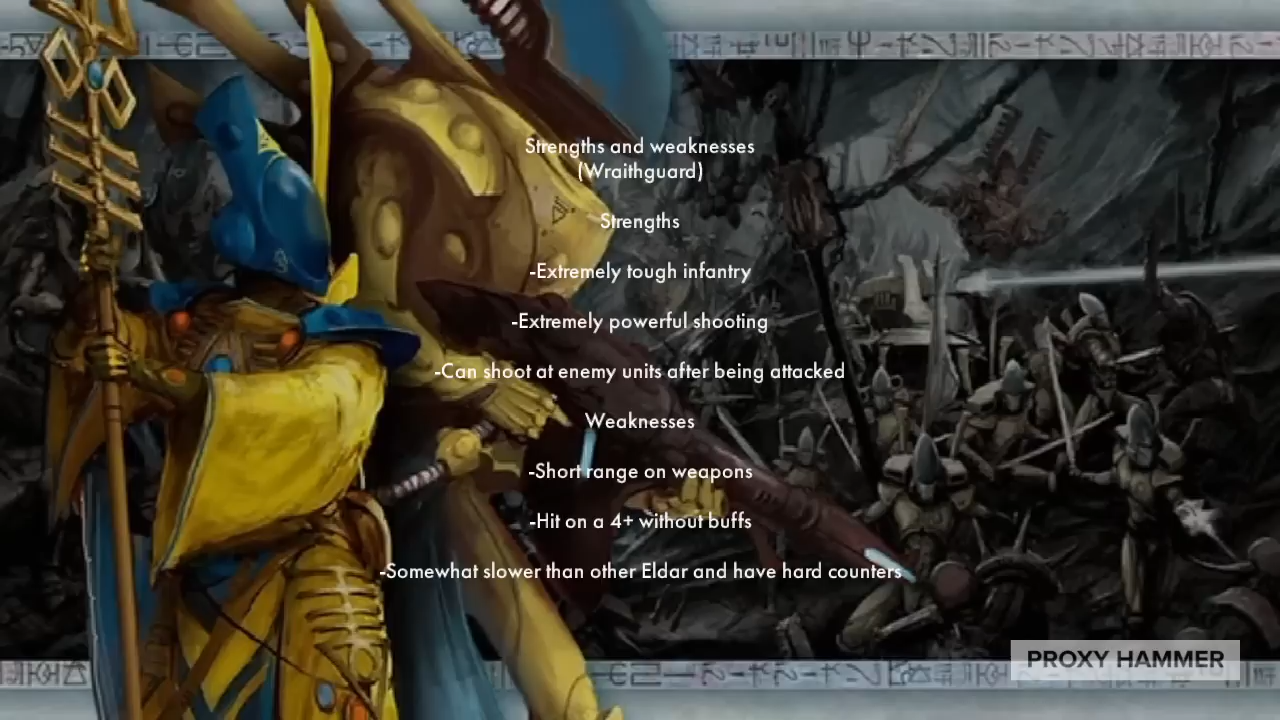 Strengths and weaknesses
(Wraithguard)
Strengths
-Extremely tough infantry
-Extremely powerful shooting
-Can shoot at enemy units after being attacked
Weaknesses
-Short range on weapons
-Hit on a 4+ without buffs
-Somewhat slower than other Eldar and have hard counters
PROXY HAMMER